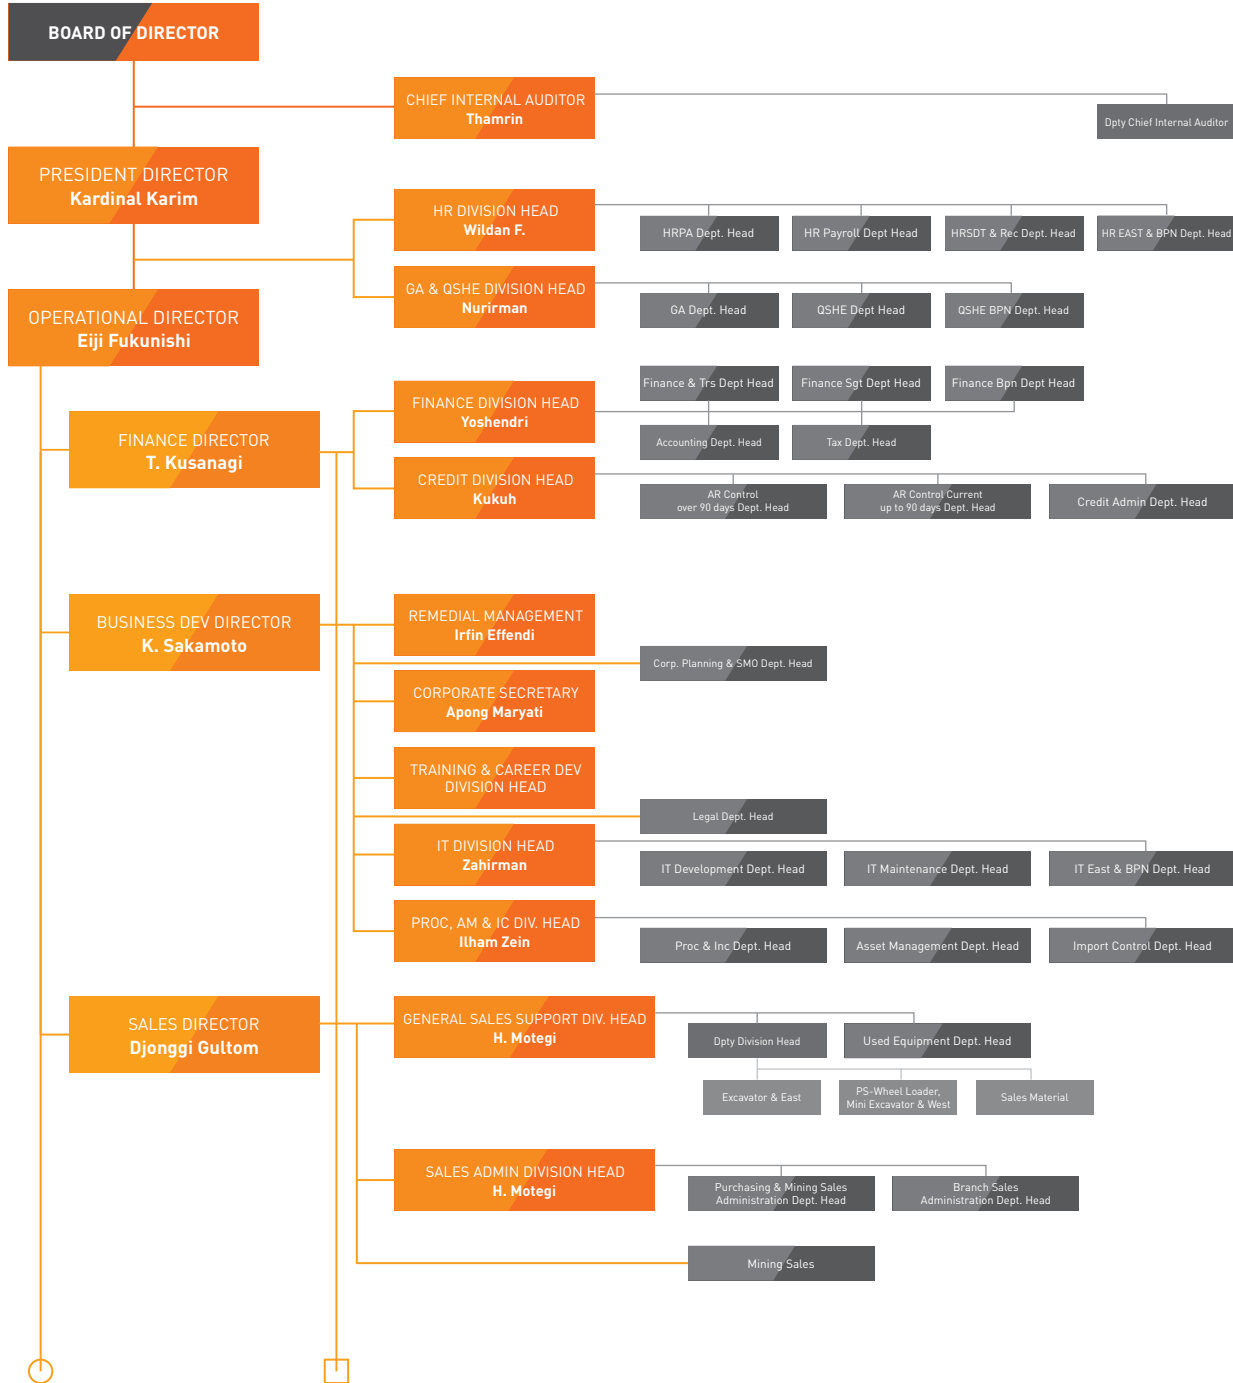 BOARD OF DIRECTOR
CHIEF INTERNAL AUDITOR
Thamrin
Dpty Chief Internal Auditor
PRESIDENT DIRECTOR
Kardinal Karim
HR DIVISION HEAD
Wildan F.
HRPA Dept. Head
HR Payroll Dept Head
HRSDT & Rec Dept. Head
HR EAST & BPN Dept. Head
GA & QSHE DIVISION HEAD
Nurirman
GA Dept. Head
QSHE Dept Head
QSHE BPN Dept. Head
OPERATIONAL DIRECTOR
Eiji Fukunishi
Finance & Trs Dept Head
Finance Sgt Dept Head
Finance Bpn Dept Head
FINANCE DIVISION HEAD
Yoshendri
Accounting Dept. Head
Tax Dept. Head
FINANCE DIRECTOR
T. Kusanagi
CREDIT DIVISION HEAD
Kukuh
AR Control
over 90 days Dept. Head
AR Control Current
up to 90 days Dept. Head
Credit Admin Dept. Head
BUSINESS DEV DIRECTOR
K. Sakamoto
REMEDIAL MANAGEMENT
Irfin Effendi
Corp. Planning & SMO Dept. Head
CORPORATE SECRETARY
Apong Maryati
TRAINING & CAREER DEV
DIVISION HEAD
Legal Dept. Head
IT DIVISION HEAD
Zahirman
IT Development Dept. Head
IT Maintenance Dept. Head
IT East & BPN Dept. Head
PROC, AM & IC DIV. HEAD
Ilham Zein
Proc & Inc Dept. Head
Asset Management Dept. Head
Import Control Dept. Head
SALES DIRECTOR
Djonggi Gultom
GENERAL SALES SUPPORT DIV. HEAD
H. Motegi
Dpty Division Head
Used Equipment Dept. Head
Excavator & East
PS-Wheel Loader,
Mini Excavator & West
Sales Material
SALES ADMIN DIVISION HEAD
H. Motegi
Purchasing & Mining Sales
Administration Dept. Head
Branch Sales
Administration Dept. Head
Mining Sales